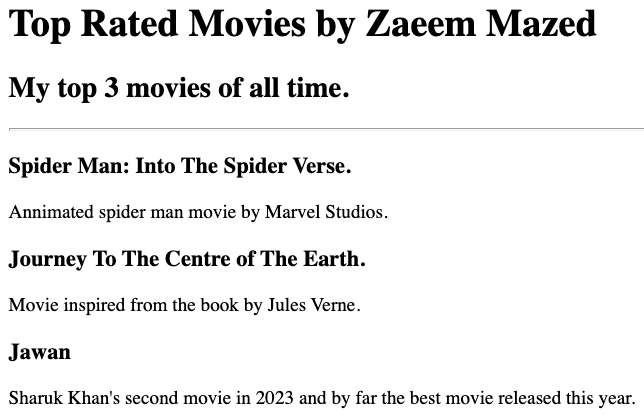 Top Rated Movies by Zaeem Mazed
My top 3 movies of all time.
Spider Man: Into The Spider Verse.
Annimated spider man movie by Marvel Studios.
Journey To The Centre of The Earth.
Movie inspired from the book by Jules Verne.
Jawan
Sharuk Khan's second movie in 2023 and by far the best movie released this year.